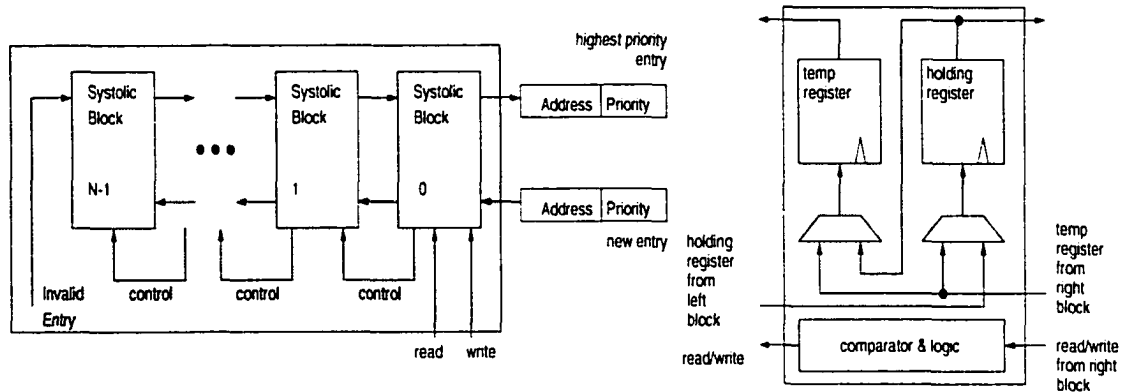 highest priority
entry
Systolic
Block
N-1
Systolic
Block
1
Systolic
Block
0
Address Priority
Address Priority
new entry
control
control
control
Invalid
Entry
read write
temp
register
holding
register
holding
register
from
left
block
temp
register
from
right
block
comparator & logic
read/write
read/write
from right
block